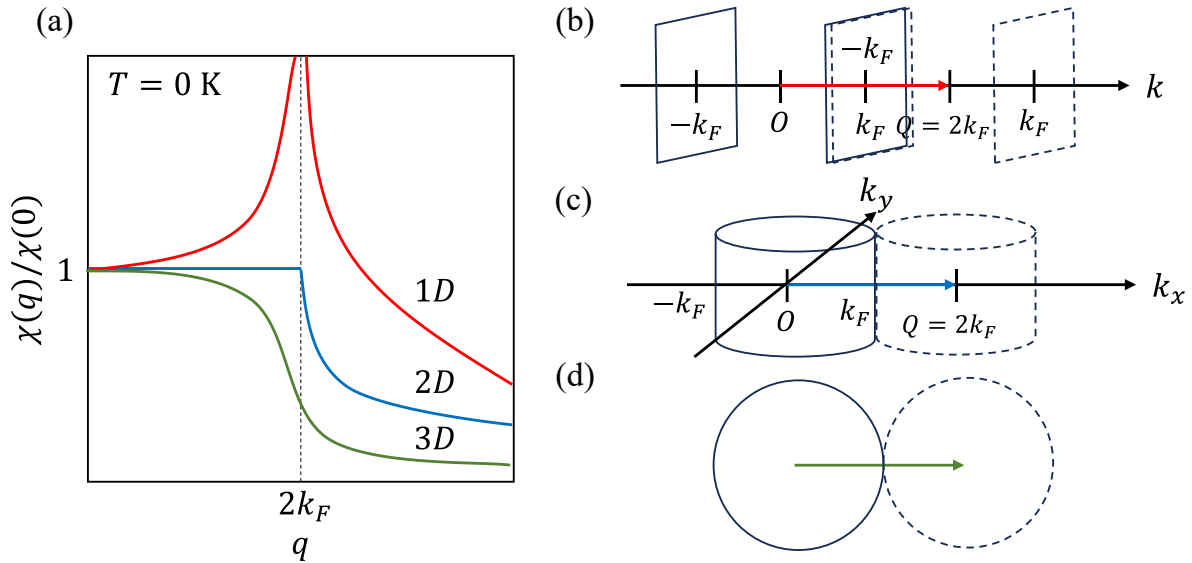 (a)
T = 0 K
χ(q)/χ(0)
1
1D
2D
3D
2k_F
q
(b)
−k_F
−k_F
O
k_F
Q = 2k_F
k_F
k
(c)
k_y
−k_F
O
k_F
Q = 2k_F
k_x
(d)